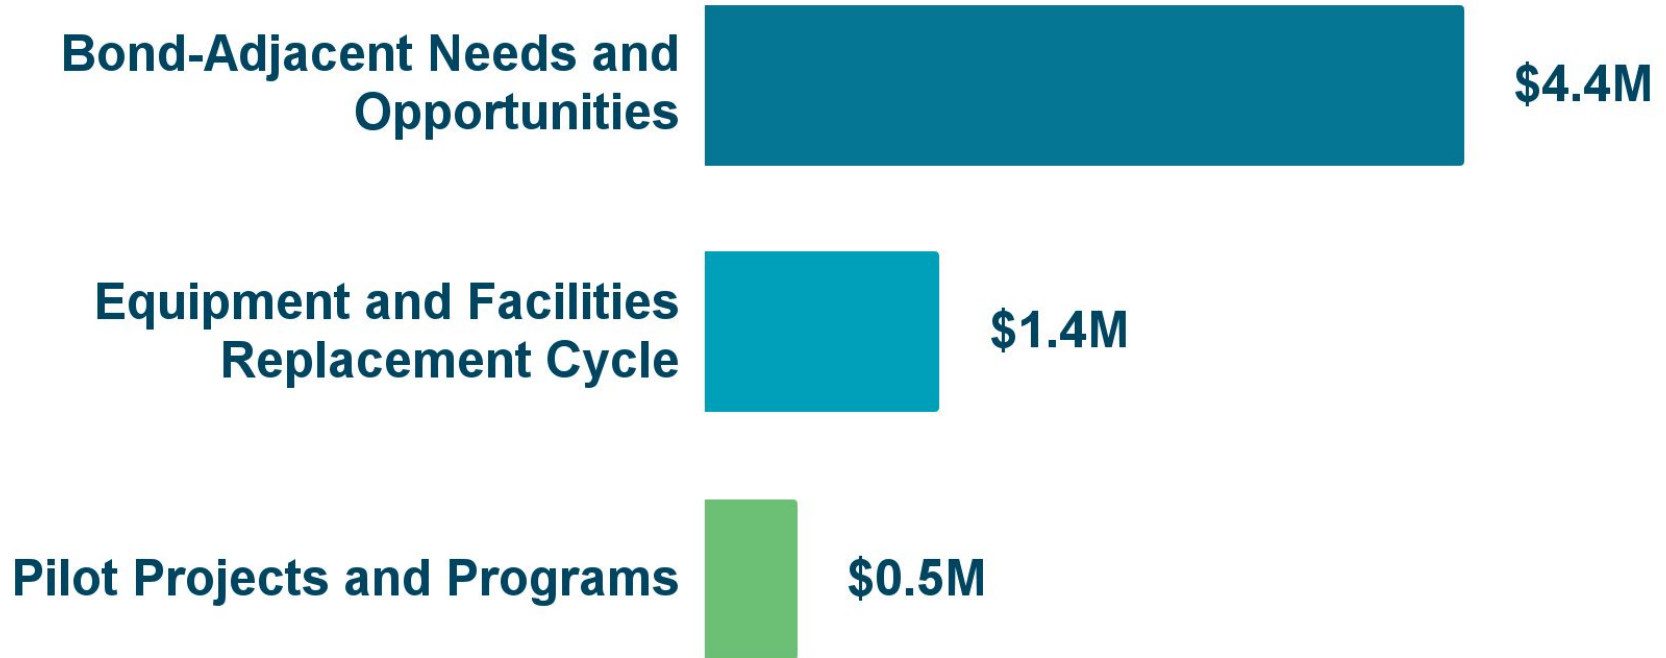 Bond-Adjacent Needs and
Opportunities
$4.4M
Equipment and Facilities
Replacement Cycle
$1.4M
Pilot Projects and Programs
$0.5M